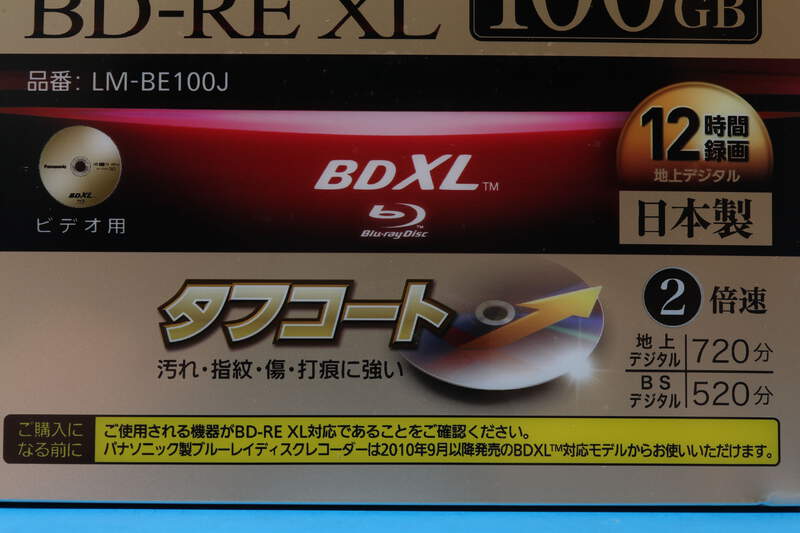 BD-RE XL 100GB
品番: LM-BE100J
12時間録画
地上デジタル
日本製
Panasonic
BDXL
ビデオ用
BDXL™
Blu-ray Disc
タフコート
汚れ・指紋・傷・打痕に強い
2倍速
地上デジタル 720分
BSデジタル 520分
ご購入に
なる前に
ご使用される機器がBD-RE XL対応であることをご確認ください。
パナソニック製ブルーレイディスクレコーダーは2010年9月以降発売のBDXL™対応モデルからお使いいただけます。